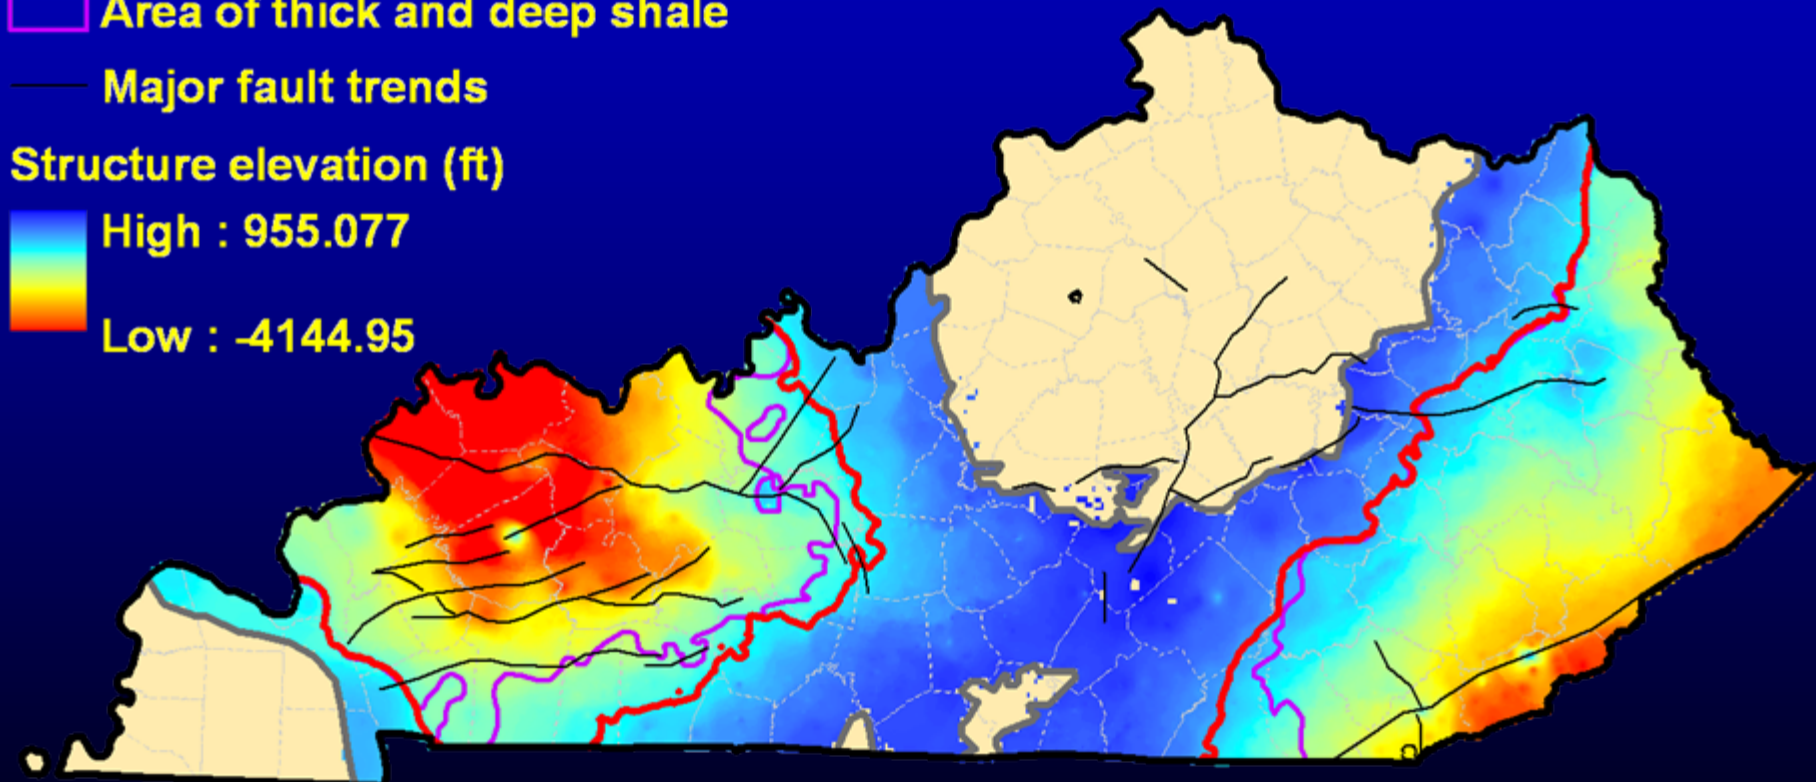 Area of thick and deep shale
Major fault trends
Structure elevation (ft)
High : 955.077
Low : -4144.95